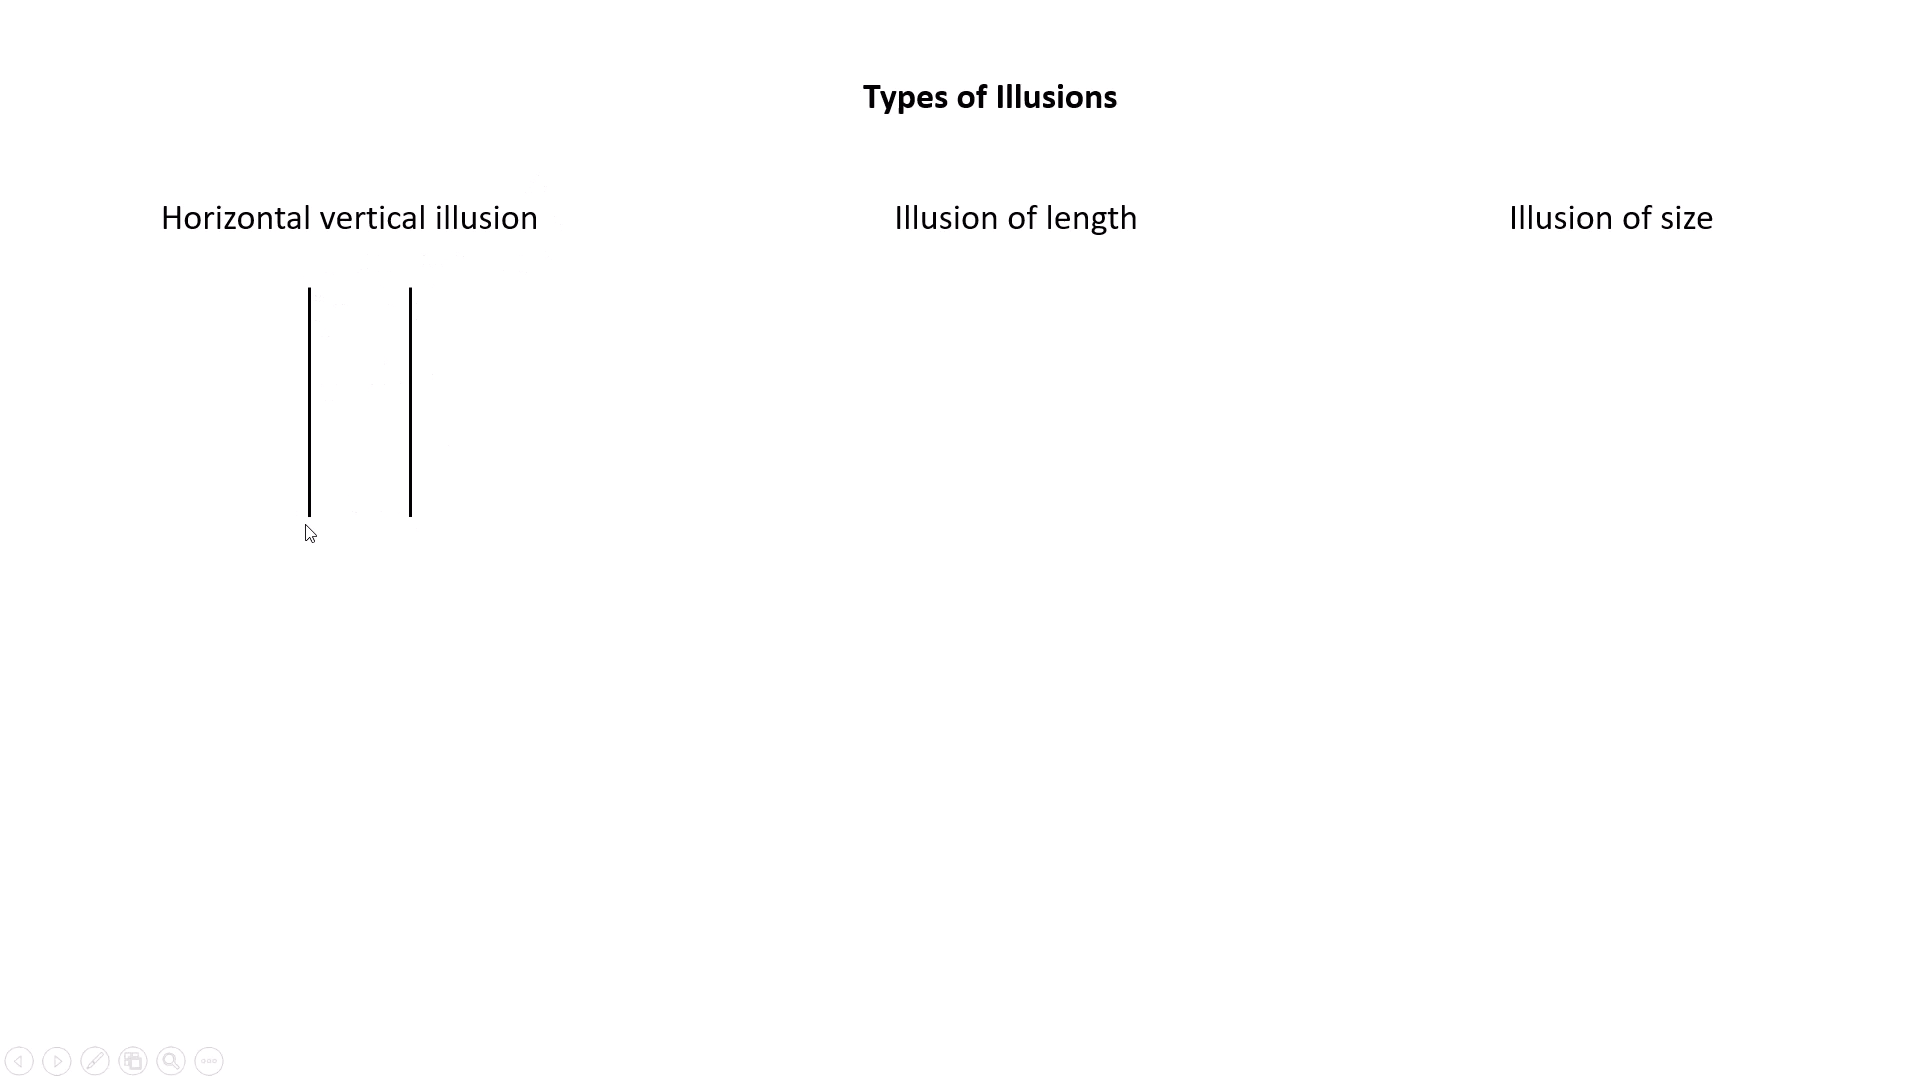 Types of Illusions
Horizontal vertical illusion
Illusion of length
Illusion of size